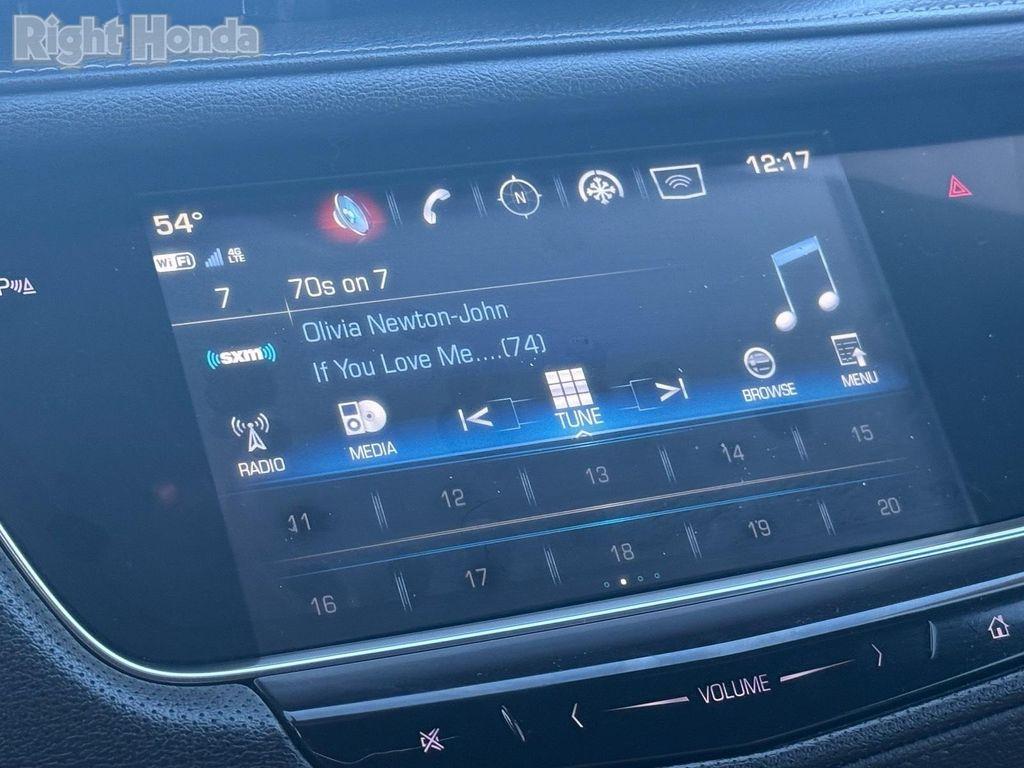 Right Honda
54°
N
12:17
WiFi
4G LTE
7
70s on 7
Olivia Newton-John
If You Love Me....(74)
((sxm))
RADIO
MEDIA
TUNE
BROWSE
MENU
11
12
13
14
15
16
17
18
19
20
VOLUME
P